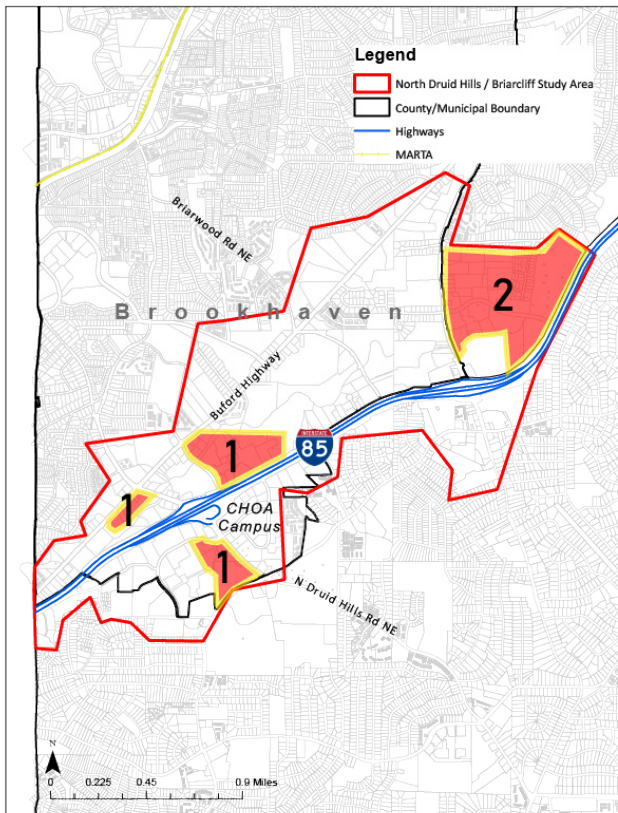 Legend
North Druid Hills / Briarcliff Study Area
County/Municipal Boundary
Highways
MARTA
Briarwood Rd NE
Brookhaven
2
Buford Highway
1
INTERSTATE
85
1
CHOA
Campus
1
N Druid Hills Rd NE
N
0 0.225 0.45 0.9 Miles